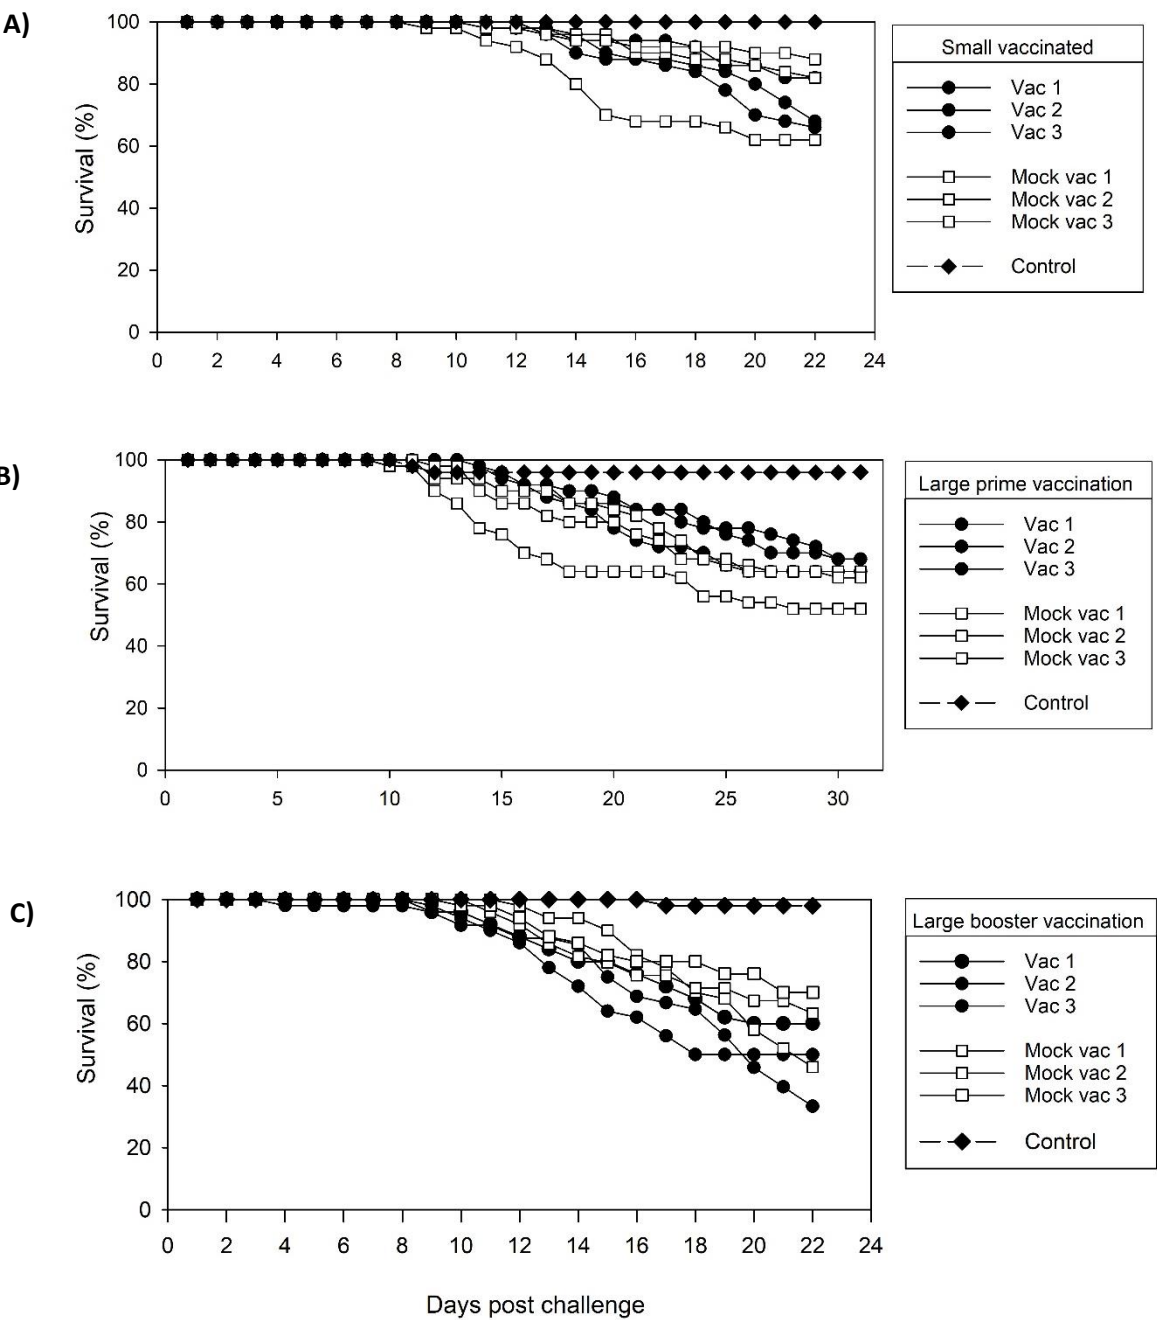 A)
100
80
60
40
20
0
Survival (%)
0 2 4 6 8 10 12 14 16 18 20 22 24
Small vaccinated
Vac 1
Vac 2
Vac 3
Mock vac 1
Mock vac 2
Mock vac 3
Control
B)
100
80
60
40
20
0
Survival (%)
0 5 10 15 20 25 30
Large prime vaccination
Vac 1
Vac 2
Vac 3
Mock vac 1
Mock vac 2
Mock vac 3
Control
C)
100
80
60
40
20
0
Survival (%)
0 2 4 6 8 10 12 14 16 18 20 22 24
Days post challenge
Large booster vaccination
Vac 1
Vac 2
Vac 3
Mock vac 1
Mock vac 2
Mock vac 3
Control